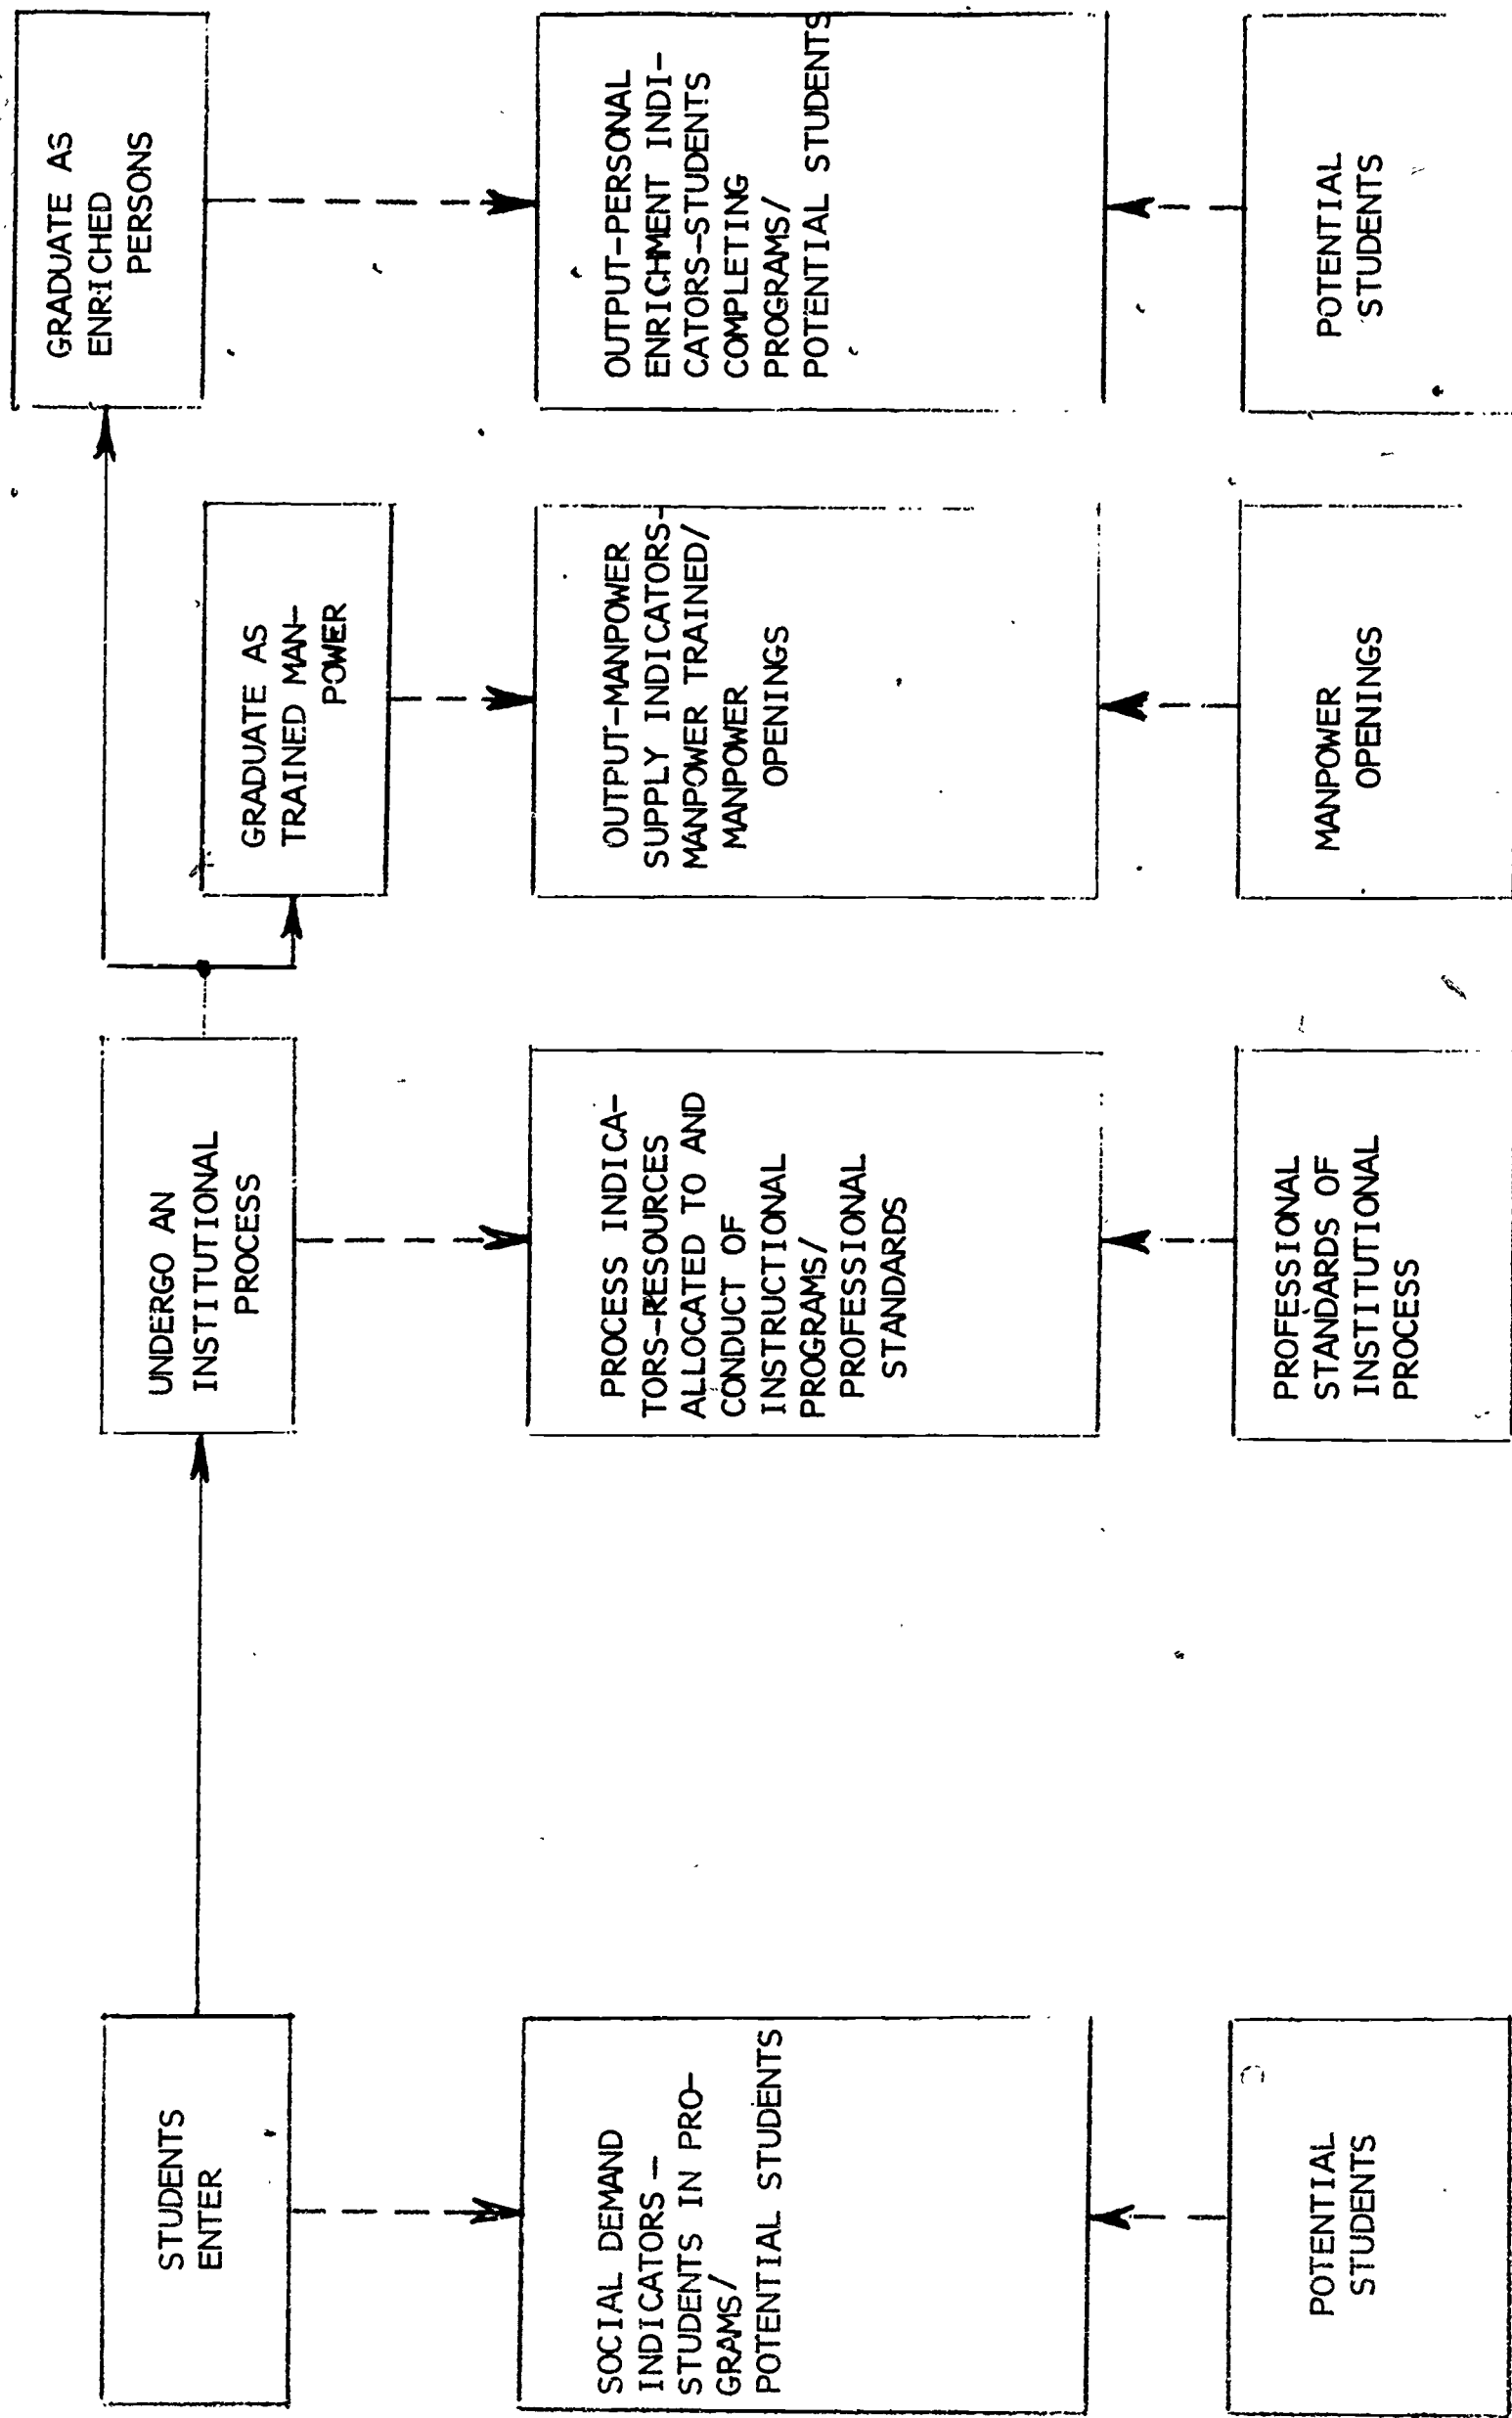 STUDENTS
ENTER
UNDERGO AN
INSTITUTIONAL
PROCESS
GRADUATE AS
TRAINED MAN-
POWER
GRADUATE AS
ENRICHED
PERSONS
SOCIAL DEMAND
INDICATORS –
STUDENTS IN PRO-
GRAMS/
POTENTIAL STUDENTS
PROCESS INDICA-
TORS-RESOURCES
ALLOCATED TO AND
CONDUCT OF
INSTRUCTIONAL
PROGRAMS/
PROFESSIONAL
STANDARDS
OUTPUT-MANPOWER
SUPPLY INDICATORS-
MANPOWER TRAINED/
MANPOWER
OPENINGS
OUTPUT-PERSONAL
ENRICHMENT INDI-
CATORS-STUDENTS
COMPLETING
PROGRAMS/
POTENTIAL STUDENTS
POTENTIAL
STUDENTS
PROFESSIONAL
STANDARDS OF
INSTITUTIONAL
PROCESS
MANPOWER
OPENINGS
POTENTIAL
STUDENTS